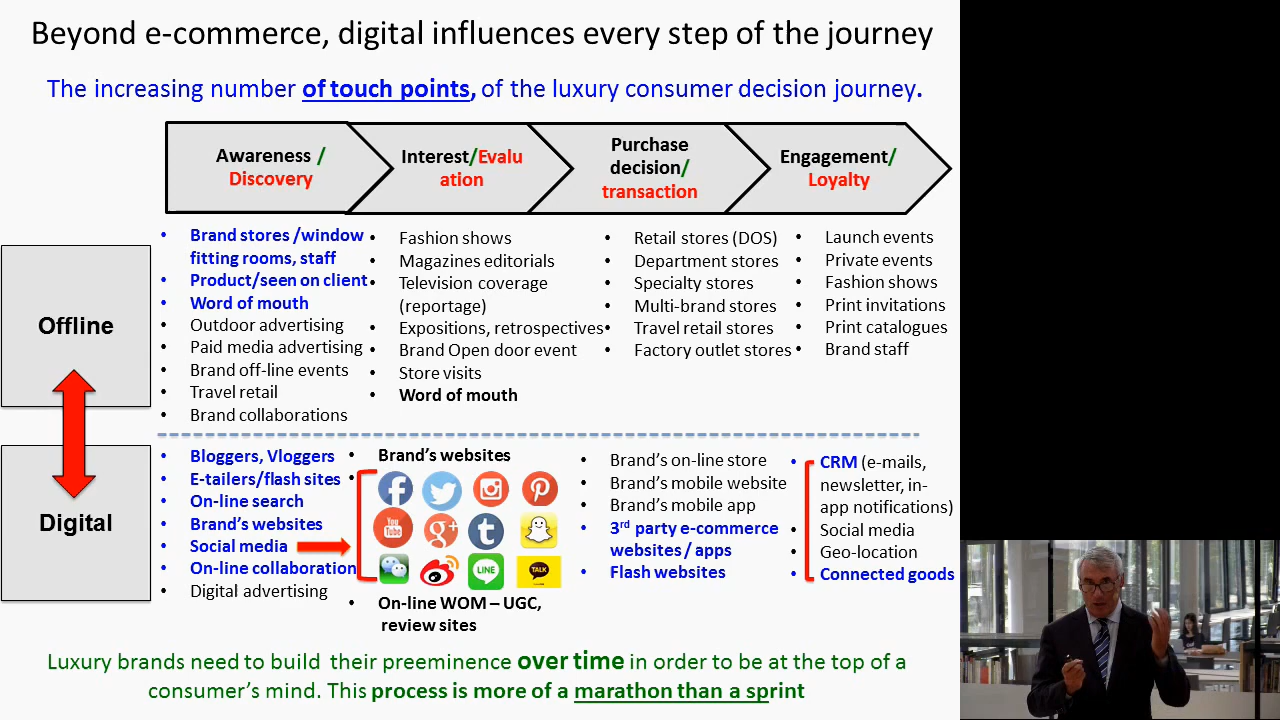 Beyond e-commerce, digital influences every step of the journey
The increasing number of touch points, of the luxury consumer decision journey.
Awareness /
Discovery
Interest/Evalu
ation
Purchase
decision/
transaction
Engagement/
Loyalty
Offline
• Brand stores /window
fitting rooms, staff
• Product/seen on client
• Word of mouth
• Outdoor advertising
• Paid media advertising
• Brand off-line events
• Travel retail
• Brand collaborations
• Fashion shows
• Magazines editorials
• Television coverage
(reportage)
• Expositions, retrospectives
• Brand Open door event
• Store visits
• Word of mouth
• Retail stores (DOS)
• Department stores
• Specialty stores
• Multi-brand stores
• Travel retail stores
• Factory outlet stores
• Launch events
• Private events
• Fashion shows
• Print invitations
• Print catalogues
• Brand staff
Digital
• Bloggers, Vloggers
• E-tailers/flash sites
• On-line search
• Brand's websites
• Social media
• On-line collaboration
• Digital advertising
• Brand's websites
•
You
Tube
g+
LINE
TALK
• On-line WOM – UGC,
review sites
• Brand's on-line store
• Brand's mobile website
• Brand's mobile app
• 3rd party e-commerce
websites / apps
• Flash websites
• CRM (e-mails,
newsletter, in-
app notifications)
• Social media
• Geo-location
• Connected goods
Luxury brands need to build their preeminence over time in order to be at the top of a
consumer's mind. This process is more of a marathon than a sprint